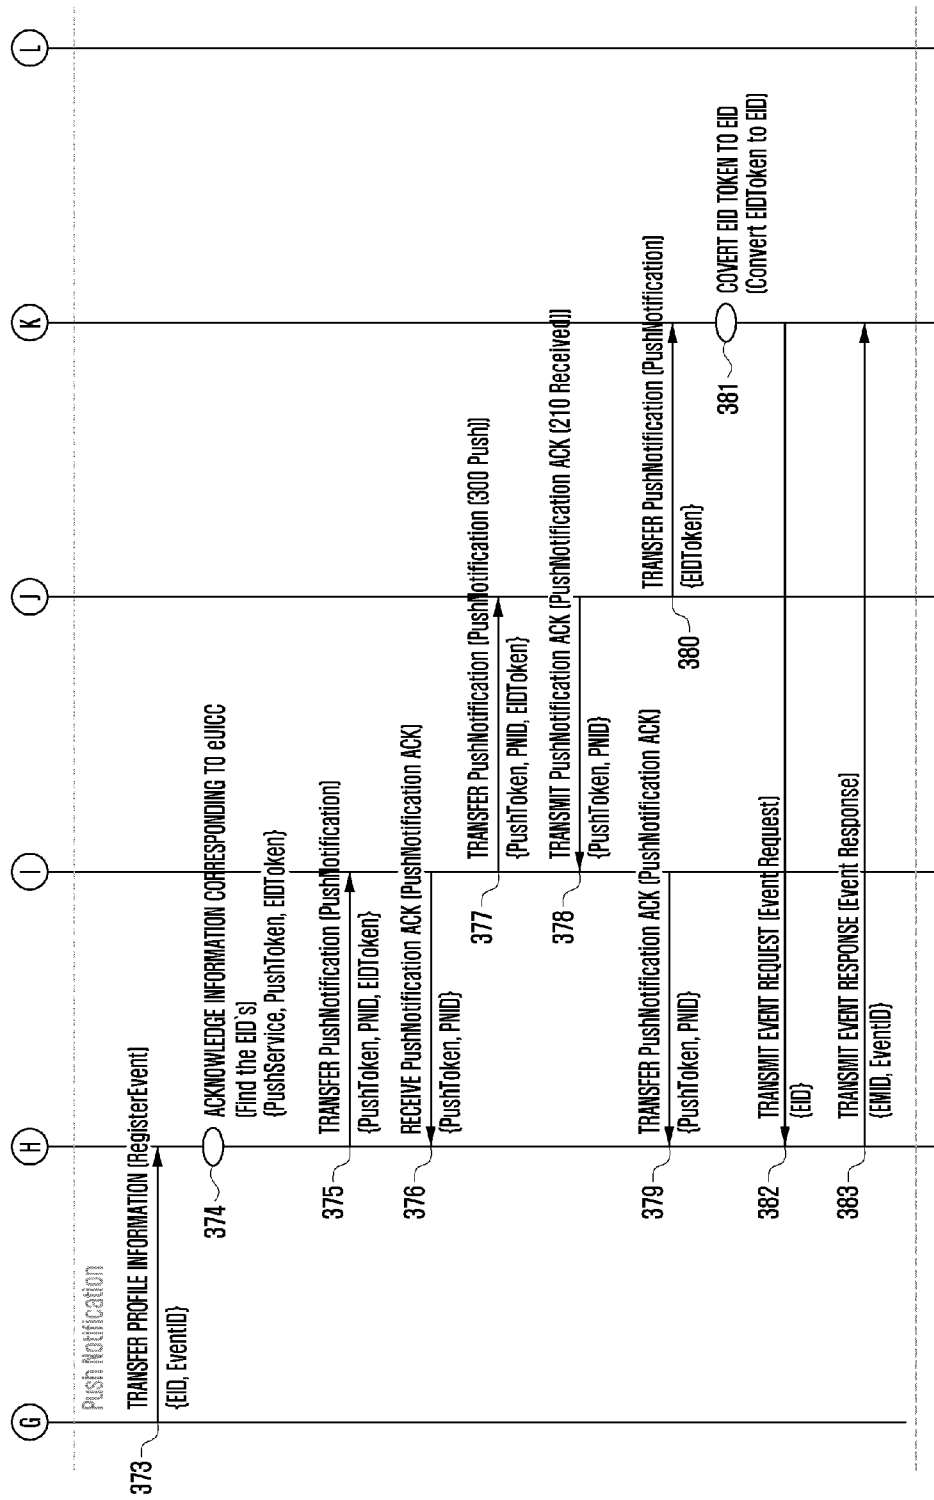 G
H
I
J
K
L
Push Notification
TRANSFER PROFILE INFORMATION (RegisterEvent)
{EID, EventID}
373
ACKNOWLEDGE INFORMATION CORRESPONDING TO eUICC
(Find the EID`s)
{PushService, PushToken, EIDToken}
374
TRANSFER PushNotification (PushNotification)
{PushToken, PNID, EIDToken}
375
RECEIVE PushNotification ACK (PushNotification ACK)
{PushToken, PNID}
376
TRANSFER PushNotification (PushNotification (300 Push))
{PushToken, PNID, EIDToken}
377
TRANSMIT PushNotification ACK (PushNotification ACK (210 Received))
{PushToken, PNID}
378
TRANSFER PushNotification ACK (PushNotification ACK)
{PushToken, PNID}
379
TRANSFER PushNotification (PushNotification)
{EIDToken}
380
COVERT EID TOKEN TO EID
(Convert EIDToken to EID)
381
TRANSMIT EVENT REQUEST (Event Request)
{EID}
382
TRANSMIT EVENT RESPONSE (Event Response)
{EMID, EventID}
383